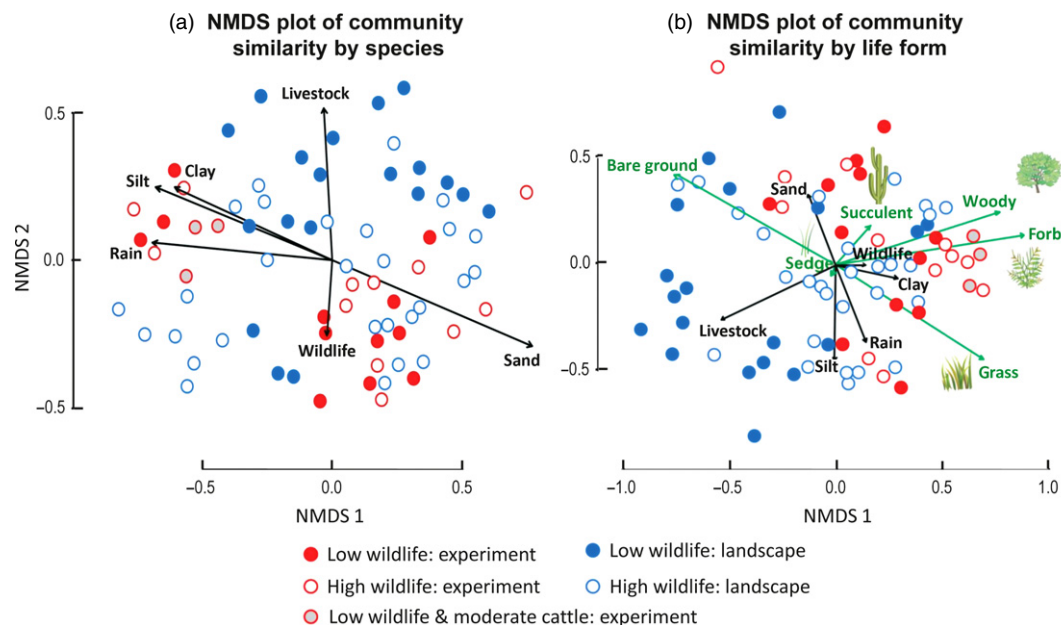 (a) NMDS plot of community
similarity by species
Livestock
Clay
Silt
Rain
Wildlife
Sand
0.5
0.0
−0.5
NMDS 2
−0.5
0.0
0.5
NMDS 1
(b) NMDS plot of community
similarity by life form
Bare ground
Sand
Succulent
Woody
Forb
Sedge
Wildlife
Clay
Livestock
Rain
Silt
Grass
0.5
0.0
−0.5
−1.0
−0.5
0.0
0.5
1.0
NMDS 1
Low wildlife: experiment
Low wildlife: landscape
High wildlife: experiment
High wildlife: landscape
Low wildlife & moderate cattle: experiment